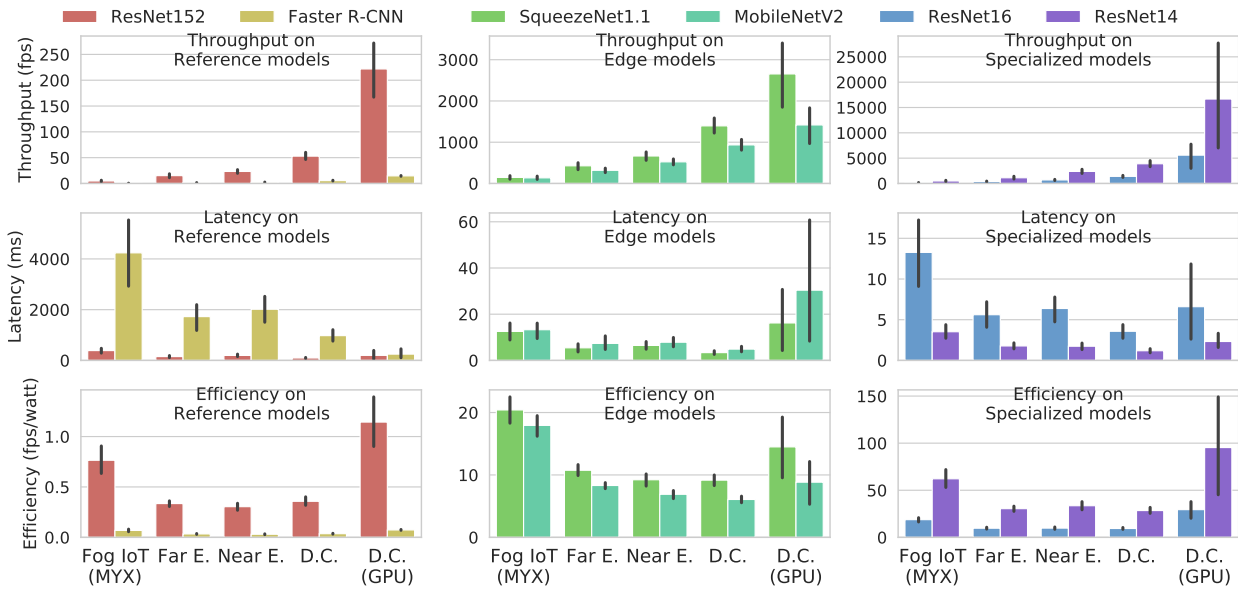 ResNet152 Faster R-CNN SqueezeNet1.1 MobileNetV2 ResNet16 ResNet14
Throughput (fps)
Throughput on
Reference models
250
200
150
100
50
0
Throughput on
Edge models
3000
2000
1000
0
Throughput on
Specialized models
25000
20000
15000
10000
5000
0
Latency (ms)
Latency on
Reference models
4000
2000
0
Latency on
Edge models
60
40
20
0
Latency on
Specialized models
15
10
5
0
Efficiency (fps/watt)
Efficiency on
Reference models
1.0
0.5
0.0
Efficiency on
Edge models
20
10
0
Efficiency on
Specialized models
150
100
50
0
Fog IoT Far E. Near E. D.C. D.C.
(MYX) (GPU)
Fog IoT Far E. Near E. D.C. D.C.
(MYX) (GPU)
Fog IoT Far E. Near E. D.C. D.C.
(MYX) (GPU)